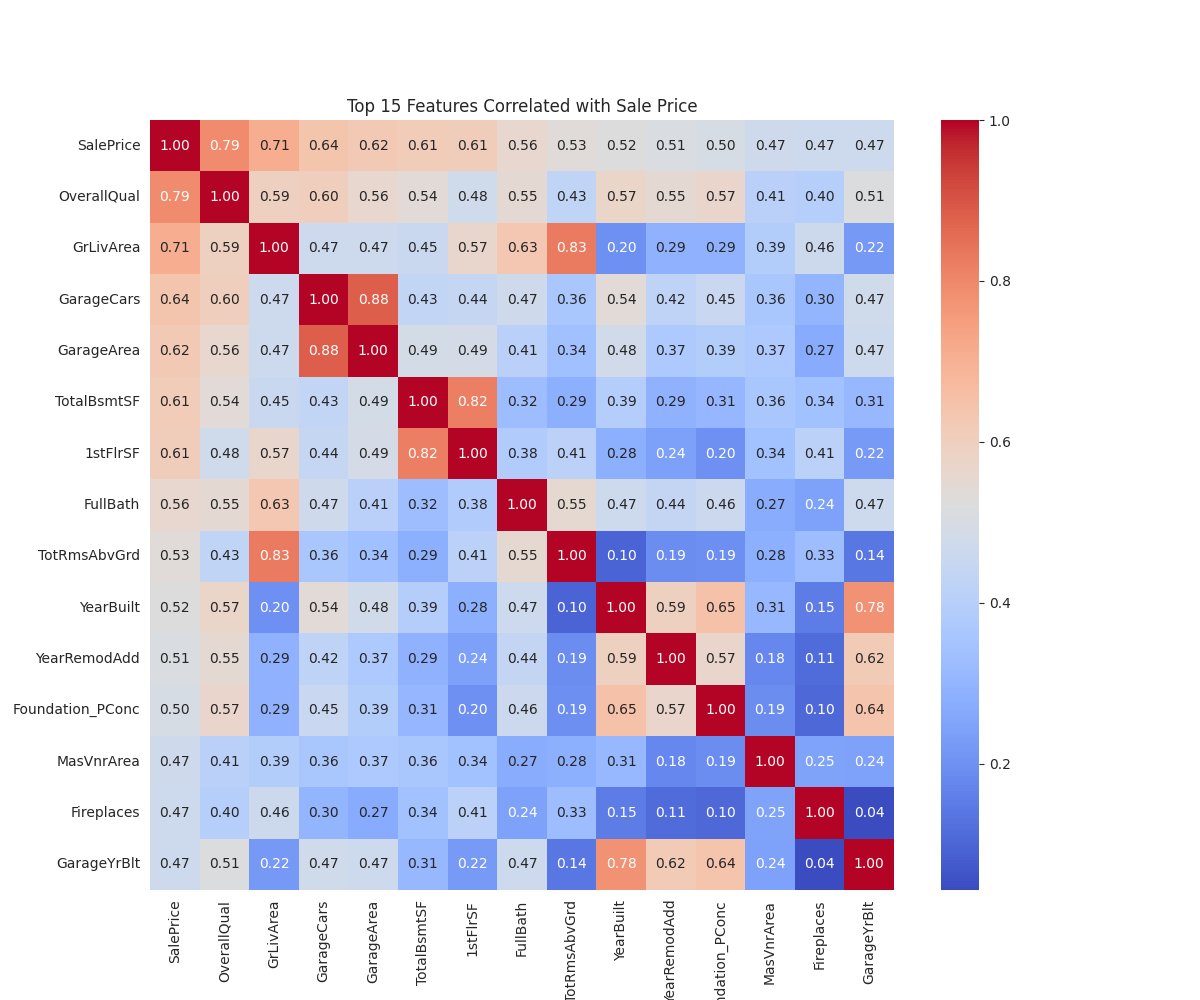 Top 15 Features Correlated with Sale Price
SalePrice 1.00 0.79 0.71 0.64 0.62 0.61 0.61 0.56 0.53 0.52 0.51 0.50 0.47 0.47 0.47
OverallQual 0.79 1.00 0.59 0.60 0.56 0.54 0.48 0.55 0.43 0.57 0.55 0.57 0.41 0.40 0.51
GrLivArea 0.71 0.59 1.00 0.47 0.47 0.45 0.57 0.63 0.83 0.20 0.29 0.29 0.39 0.46 0.22
GarageCars 0.64 0.60 0.47 1.00 0.88 0.43 0.44 0.47 0.36 0.54 0.42 0.45 0.36 0.30 0.47
GarageArea 0.62 0.56 0.47 0.88 1.00 0.49 0.49 0.41 0.34 0.48 0.37 0.39 0.37 0.27 0.47
TotalBsmtSF 0.61 0.54 0.45 0.43 0.49 1.00 0.82 0.32 0.29 0.39 0.29 0.31 0.36 0.34 0.31
1stFlrSF 0.61 0.48 0.57 0.44 0.49 0.82 1.00 0.38 0.41 0.28 0.24 0.20 0.34 0.41 0.22
FullBath 0.56 0.55 0.63 0.47 0.41 0.32 0.38 1.00 0.55 0.47 0.44 0.46 0.27 0.24 0.47
TotRmsAbvGrd 0.53 0.43 0.83 0.36 0.34 0.29 0.41 0.55 1.00 0.10 0.19 0.19 0.28 0.33 0.14
YearBuilt 0.52 0.57 0.20 0.54 0.48 0.39 0.28 0.47 0.10 1.00 0.59 0.65 0.31 0.15 0.78
YearRemodAdd 0.51 0.55 0.29 0.42 0.37 0.29 0.24 0.44 0.19 0.59 1.00 0.57 0.18 0.11 0.62
Foundation_PConc 0.50 0.57 0.29 0.45 0.39 0.31 0.20 0.46 0.19 0.65 0.57 1.00 0.19 0.10 0.64
MasVnrArea 0.47 0.41 0.39 0.36 0.37 0.36 0.34 0.27 0.28 0.31 0.18 0.19 1.00 0.25 0.24
Fireplaces 0.47 0.40 0.46 0.30 0.27 0.34 0.41 0.24 0.33 0.15 0.11 0.10 0.25 1.00 0.04
GarageYrBlt 0.47 0.51 0.22 0.47 0.47 0.31 0.22 0.47 0.14 0.78 0.62 0.64 0.24 0.04 1.00
SalePrice
OverallQual
GrLivArea
GarageCars
GarageArea
TotalBsmtSF
1stFlrSF
FullBath
TotRmsAbvGrd
YearBuilt
YearRemodAdd
ndation_PConc
MasVnrArea
Fireplaces
GarageYrBlt
1.0
0.8
0.6
0.4
0.2